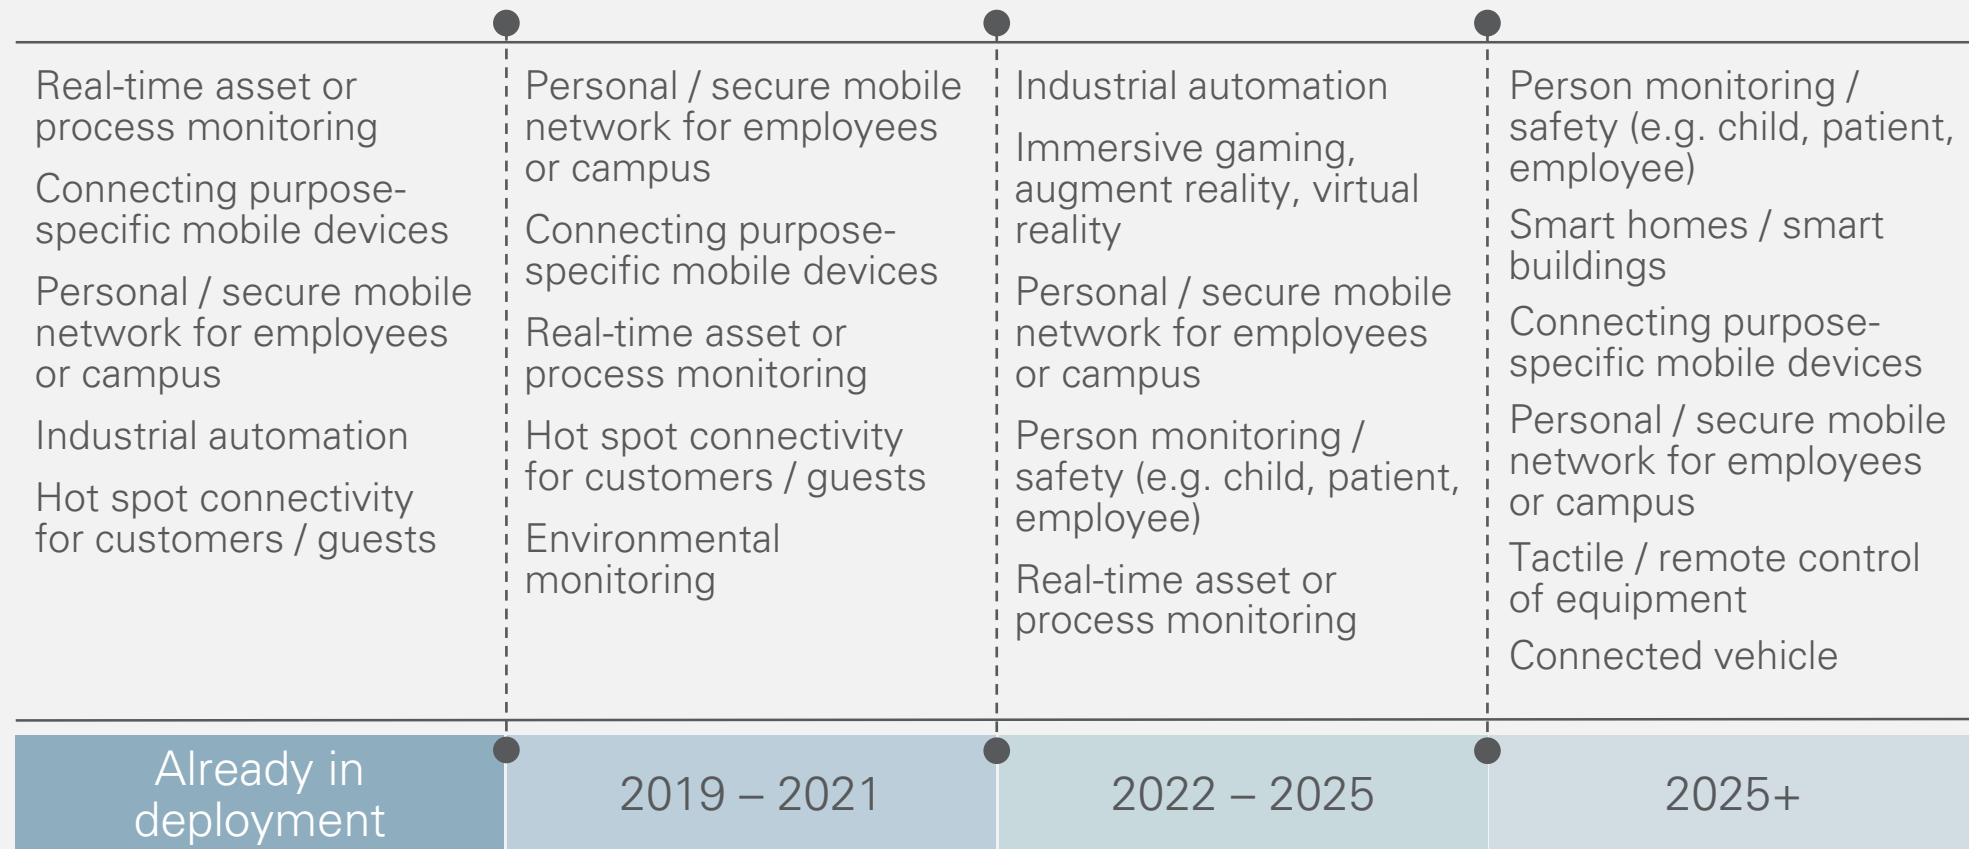 Real-time asset or
process monitoring
Connecting purpose-
specific mobile devices
Personal / secure mobile
network for employees
or campus
Industrial automation
Hot spot connectivity
for customers / guests
Personal / secure mobile
network for employees
or campus
Connecting purpose-
specific mobile devices
Real-time asset or
process monitoring
Hot spot connectivity
for customers / guests
Environmental
monitoring
Industrial automation
Immersive gaming,
augment reality, virtual
reality
Personal / secure mobile
network for employees
or campus
Person monitoring /
safety (e.g. child, patient,
employee)
Real-time asset or
process monitoring
Person monitoring /
safety (e.g. child, patient,
employee)
Smart homes / smart
buildings
Connecting purpose-
specific mobile devices
Personal / secure mobile
network for employees
or campus
Tactile / remote control
of equipment
Connected vehicle
Already in
deployment
2019 – 2021
2022 – 2025
2025+